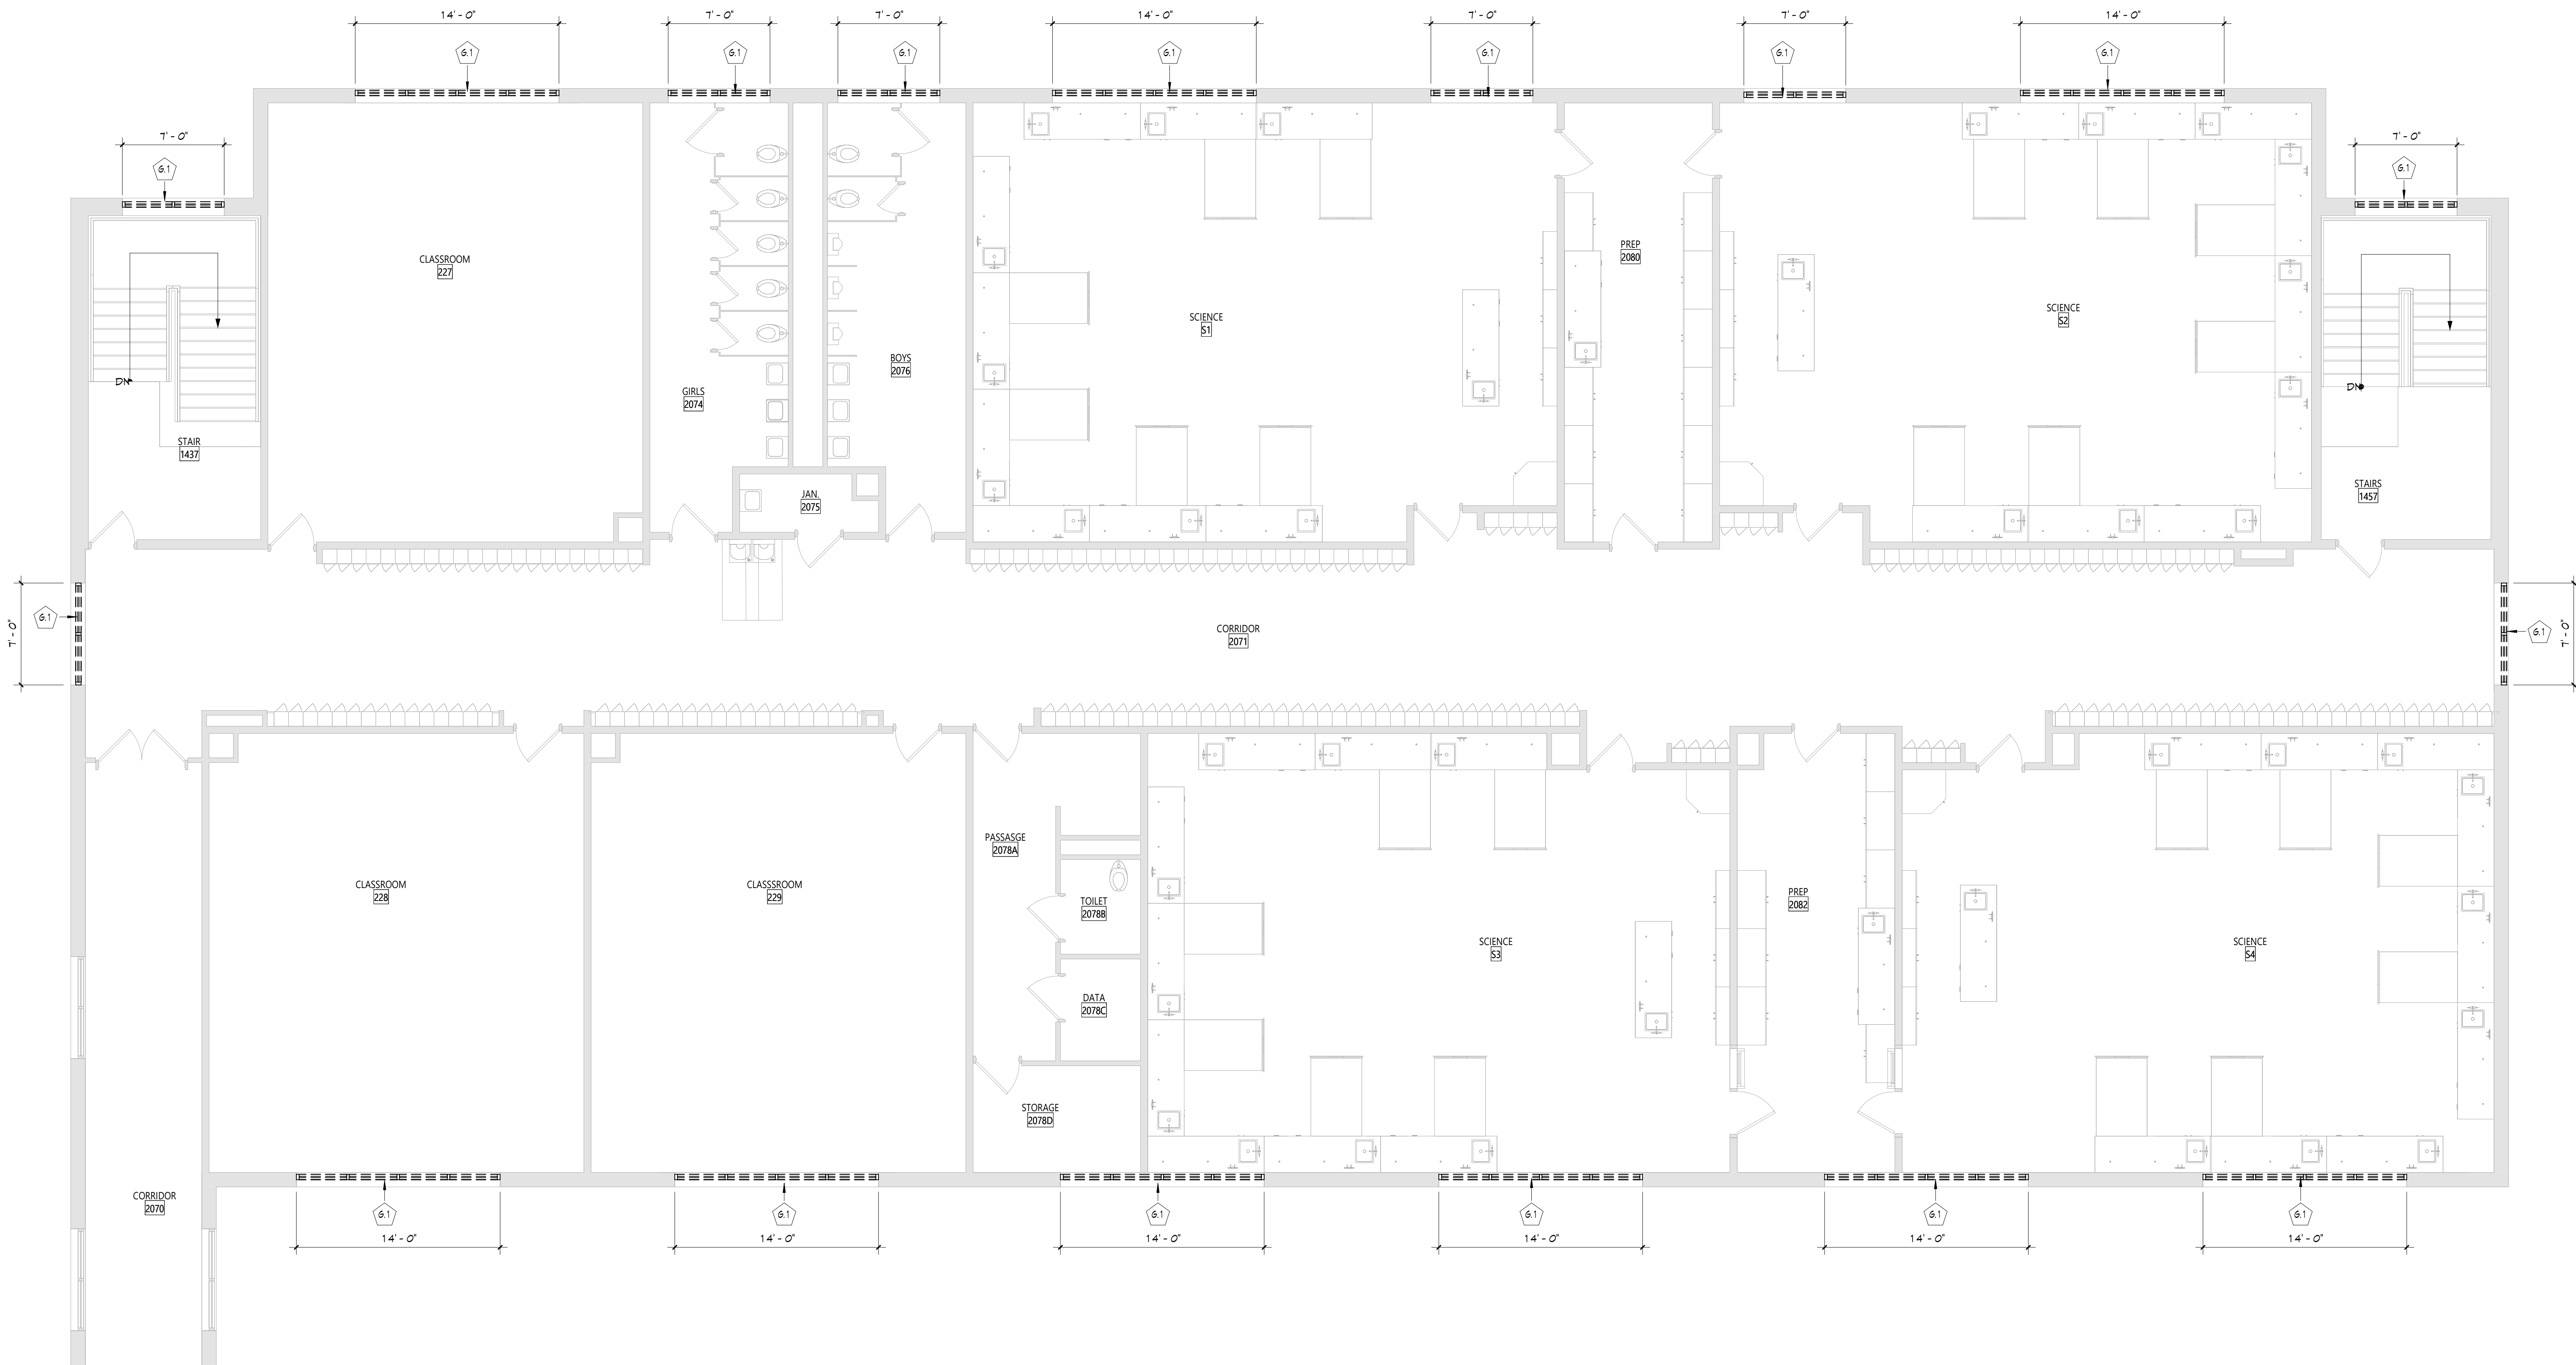 14' - 0"
7' - 0"
7' - 0"
14' - 0"
7' - 0"
7' - 0"
14' - 0"
G.1
G.1
G.1
G.1
G.1
G.1
G.1
7' - 0"
7' - 0"
G.1
G.1
CLASSROOM
227
PREP
2080
SCIENCE
S1
SCIENCE
S2
BOYS
2076
DN
DN
GIRLS
2074
STAIR
1437
JAN.
2075
STAIRS
1457
G.1
7' - 0"
CORRIDOR
2071
G.1
7' - 0"
PASSASGE
2078A
CLASSROOM
228
CLASSSROOM
229
TOILET
2078B
PREP
2082
SCIENCE
S3
SCIENCE
S4
DATA
2078C
STORAGE
2078D
CORRIDOR
2070
G.1
G.1
G.1
G.1
G.1
G.1
14' - 0"
14' - 0"
14' - 0"
14' - 0"
14' - 0"
14' - 0"